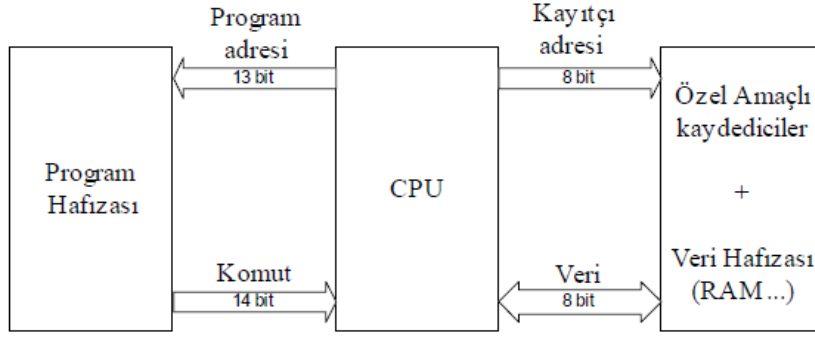 Program
adresi
13 bit
Kayıtçı
adresi
8 bit
Program
Hafızası
CPU
Özel Amaçlı
kaydediciler
+
Veri Hafızası
(RAM...)
Komut
14 bit
Veri
8 bit